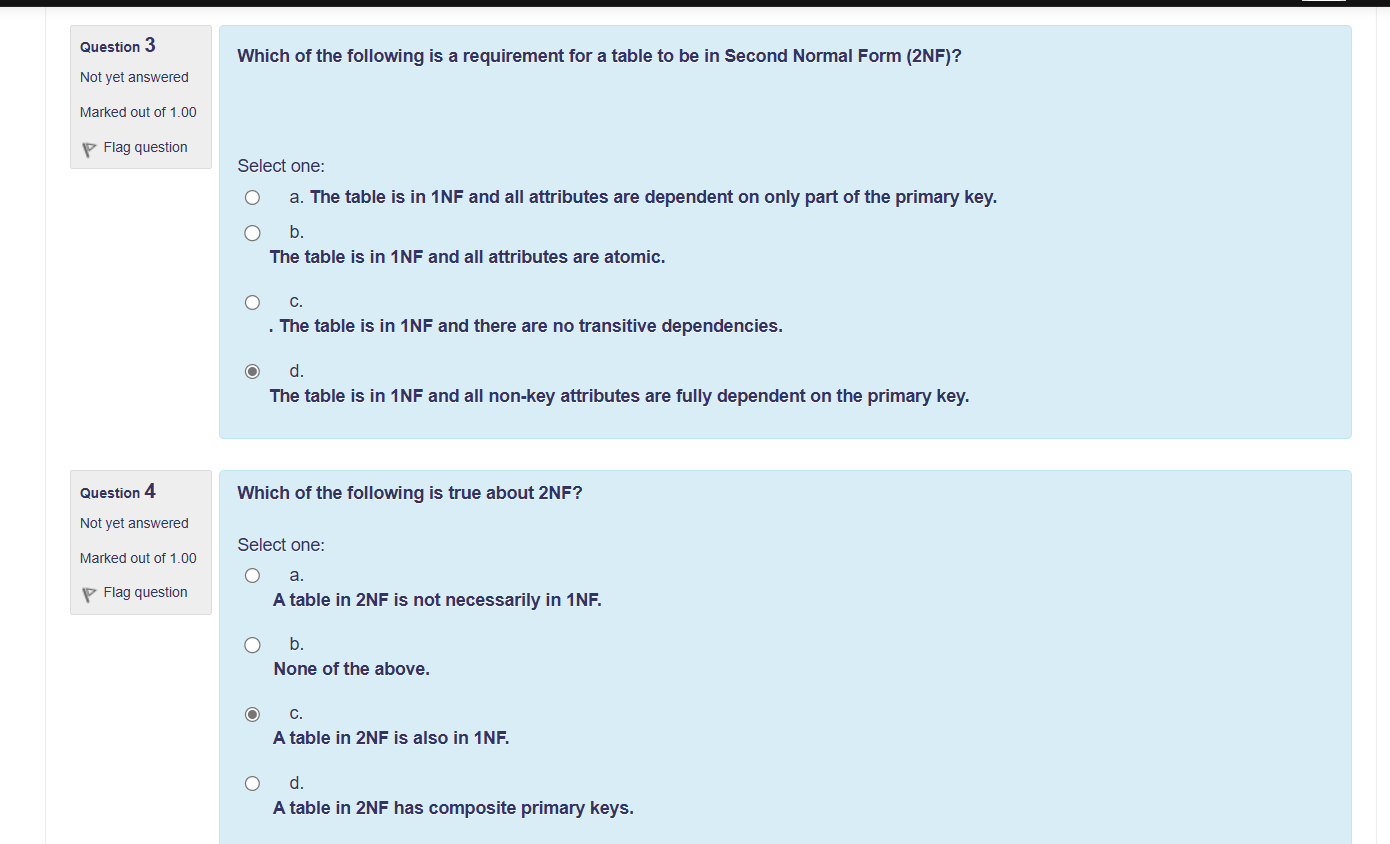 Question 3
Not yet answered
Marked out of 1.00
Flag question
Which of the following is a requirement for a table to be in Second Normal Form (2NF)?
Select one:
a. The table is in 1NF and all attributes are dependent on only part of the primary key.
b.
The table is in 1NF and all attributes are atomic.
c.
. The table is in 1NF and there are no transitive dependencies.
d.
The table is in 1NF and all non-key attributes are fully dependent on the primary key.
Question 4
Not yet answered
Marked out of 1.00
Flag question
Which of the following is true about 2NF?
Select one:
a.
A table in 2NF is not necessarily in 1NF.
b.
None of the above.
c.
A table in 2NF is also in 1NF.
d.
A table in 2NF has composite primary keys.